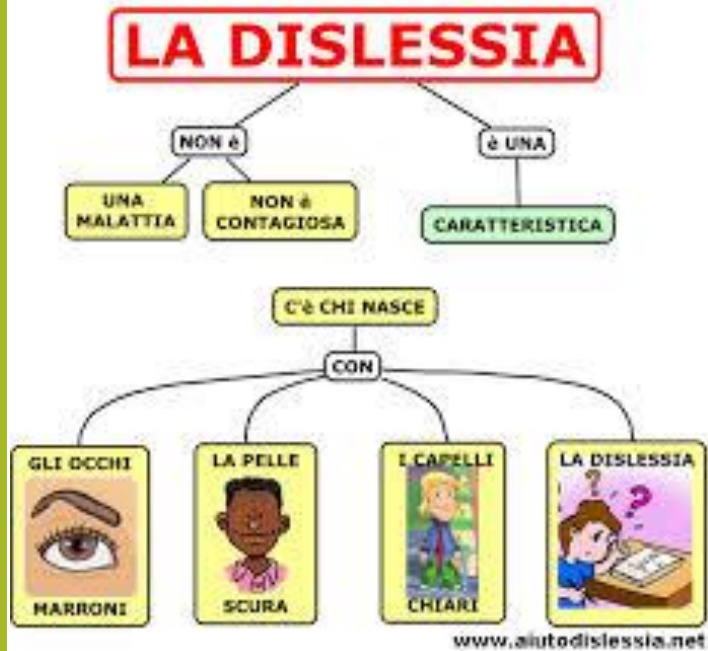 LA DISLESSIA
NON è
è UNA
UNA
MALATTIA
NON è
CONTAGIOSA
CARATTERISTICA
C'è CHI NASCE
CON
GLI OCCHI
MARRONI
LA PELLE
SCURA
I CAPELLI
CHIARI
LA DISLESSIA
? ?
www.aiutodislessia.net